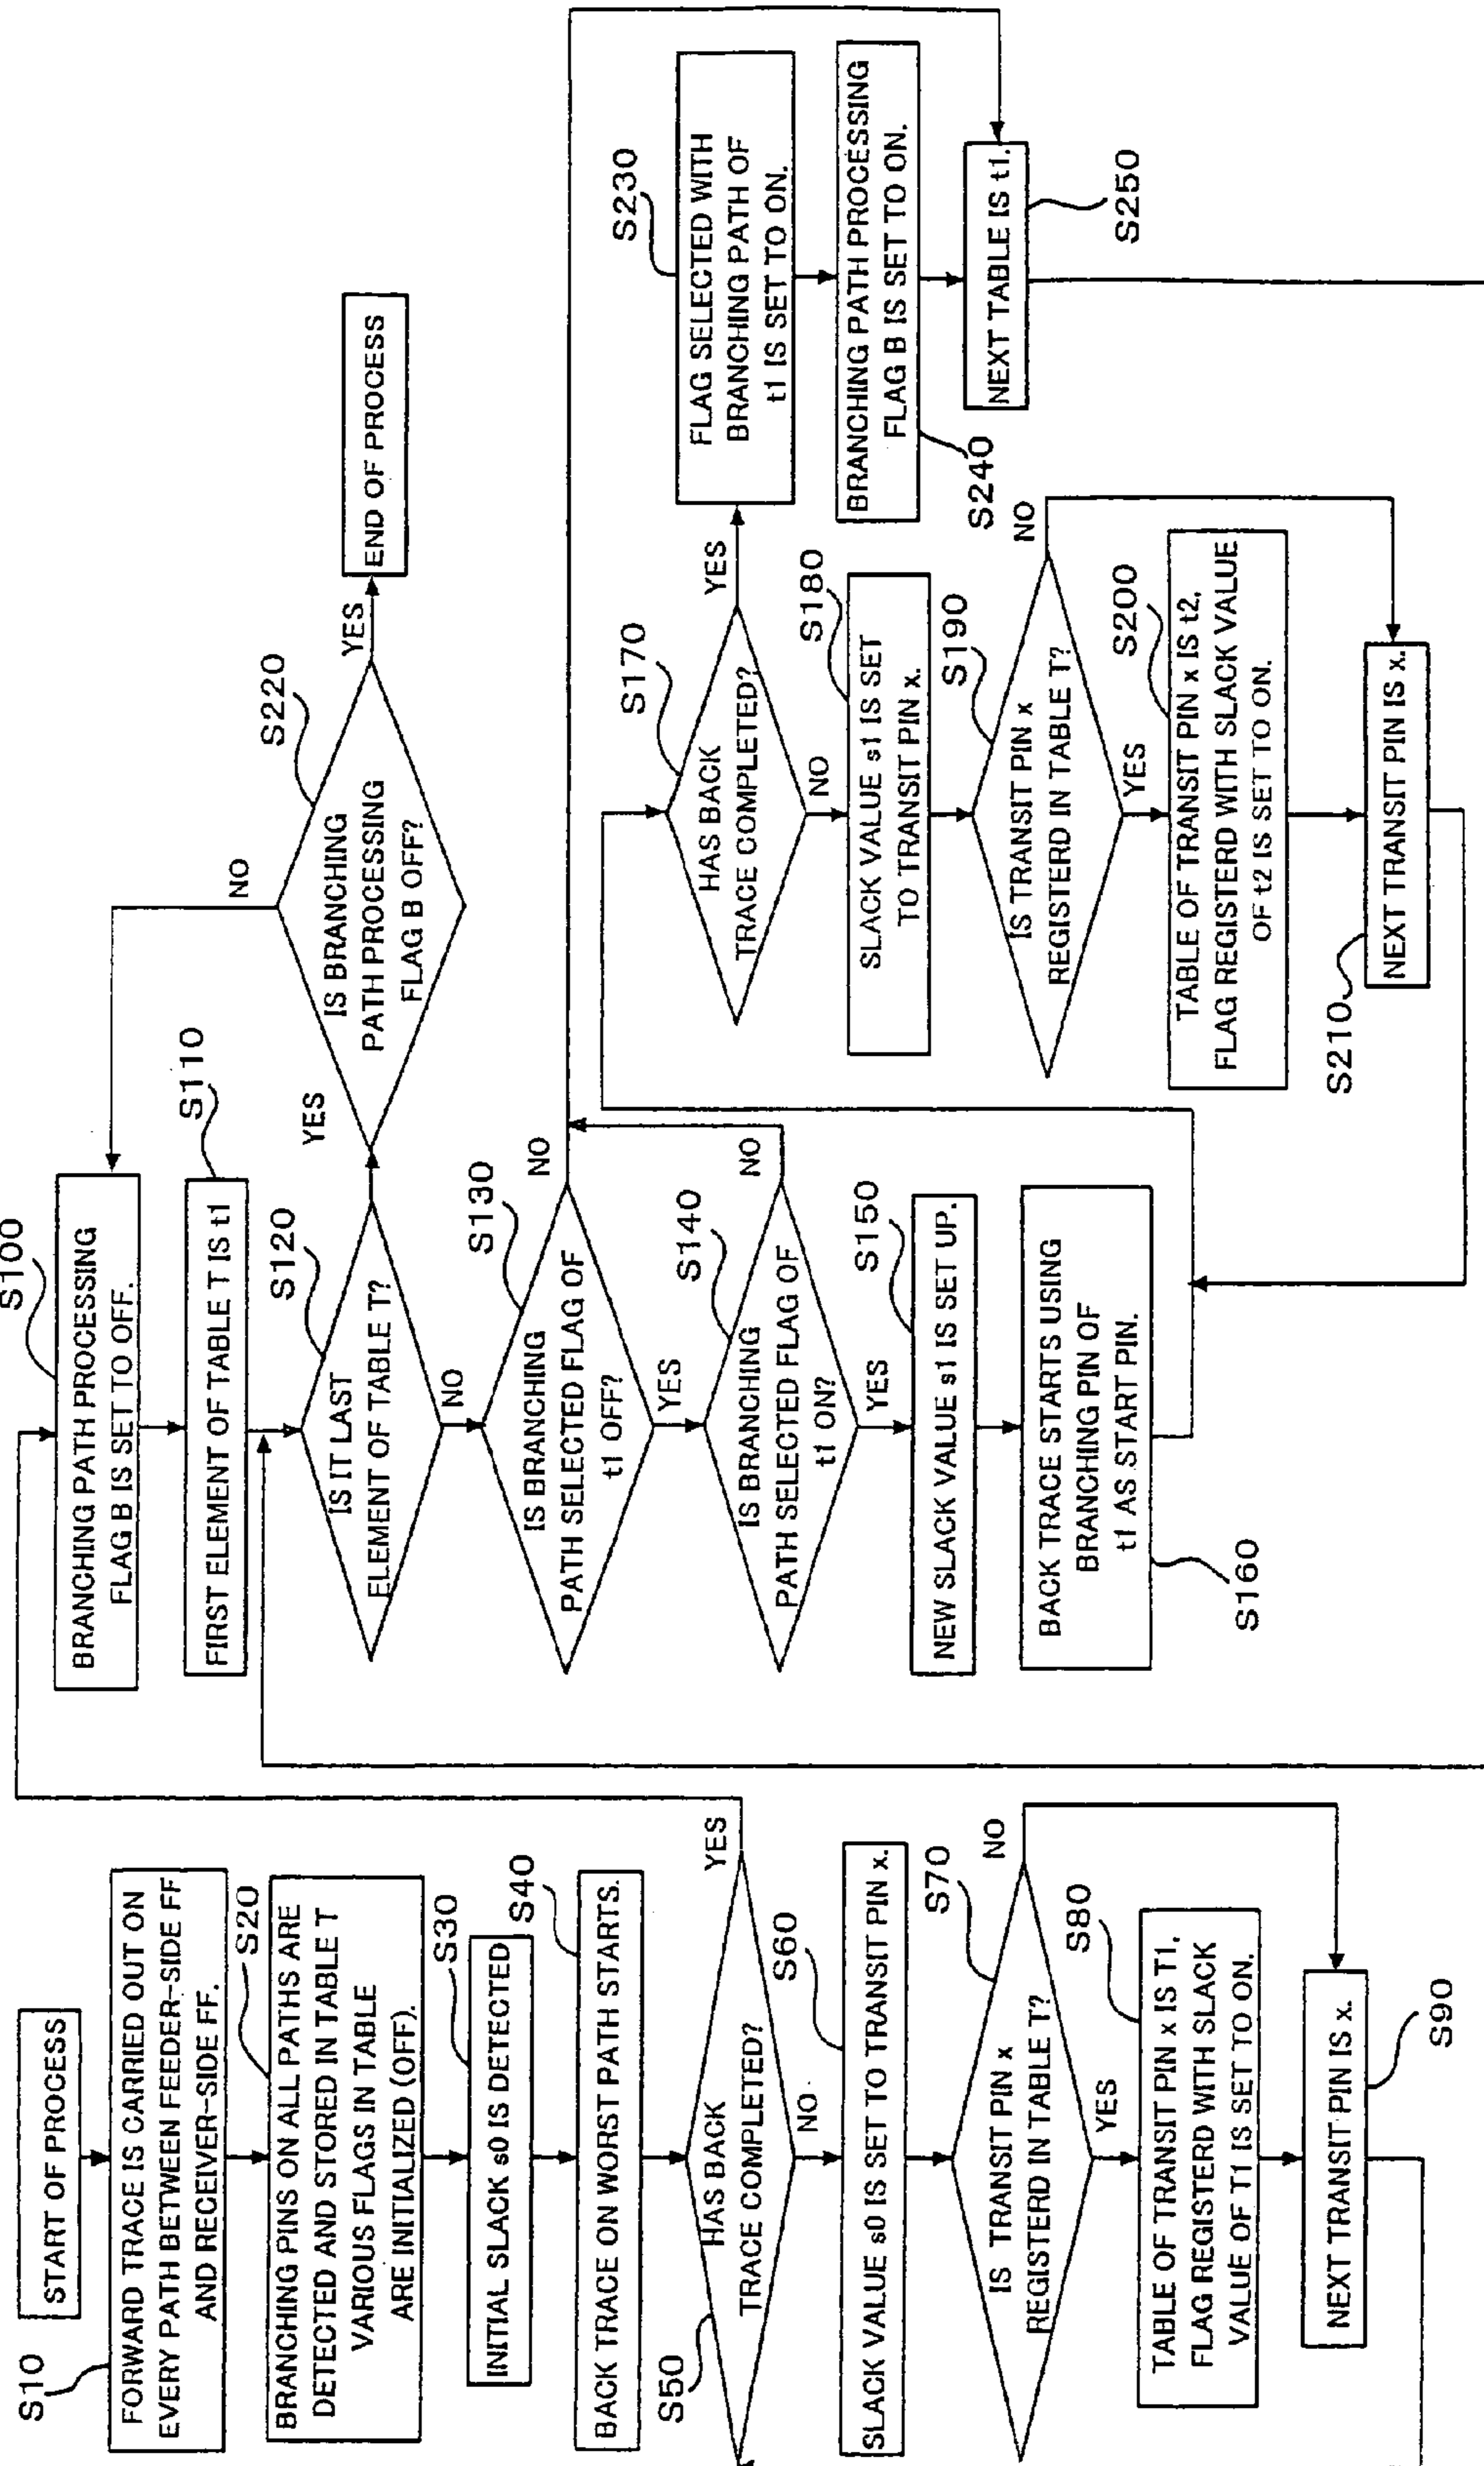 START OF PROCESS
S10
FORWARD TRACE IS CARRIED OUT ON
EVERY PATH BETWEEN FEEDER-SIDE FF
AND RECEIVER-SIDE FF.
S20
BRANCHING PINS ON ALL PATHS ARE
DETECTED AND STORED IN TABLE T
VARIOUS FLAGS IN TABLE
ARE INITIALIZED (OFF).
S30
INITIAL SLACK s0 IS DETECTED
S40
BACK TRACE ON WORST PATH STARTS.
S50
HAS BACK
TRACE COMPLETED?
YES
NO
S60
SLACK VALUE s0 IS SET TO TRANSIT PIN x.
S70
IS TRANSIT PIN x
REGISTERD IN TABLE T?
NO
YES
S80
TABLE OF TRANSIT PIN x IS T1,
FLAG REGISTERD WITH SLACK
VALUE OF T1 IS SET TO ON.
NEXT TRANSIT PIN IS x.
S90
S100
BRANCHING PATH PROCESSING
FLAG B IS SET TO OFF.
S110
FIRST ELEMENT OF TABLE T IS t1
S120
IS IT LAST
ELEMENT OF TABLE T?
YES
NO
S130
IS BRANCHING
PATH SELECTED FLAG OF
t1 OFF?
NO
YES
S140
IS BRANCHING
PATH SELECTED FLAG OF
t1 ON?
NO
YES
S150
NEW SLACK VALUE s1 IS SET UP.
BACK TRACE STARTS USING
BRANCHING PIN OF
t1 AS START PIN.
S160
S220
IS BRANCHING
PATH PROCESSING
FLAG B OFF?
NO
YES
END OF PROCESS
S170
HAS BACK
TRACE COMPLETED?
YES
NO
S180
SLACK VALUE s1 IS SET
TO TRANSIT PIN x.
S190
IS TRANSIT PIN x
REGISTERD IN TABLE T?
NO
YES
S200
TABLE OF TRANSIT PIN x IS t2,
FLAG REGISTERD WITH SLACK VALUE
OF t2 IS SET TO ON.
S210
NEXT TRANSIT PIN IS x.
S230
FLAG SELECTED WITH
BRANCHING PATH OF
t1 IS SET TO ON.
BRANCHING PATH PROCESSING
FLAG B IS SET TO ON.
S240
NEXT TABLE IS t1.
S250